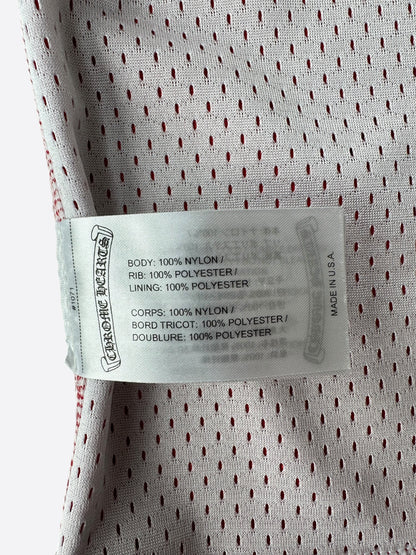 #1071
CHROME HEARTS
BODY: 100% NYLON /
RIB: 100% POLYESTER /
LINING: 100% POLYESTER
CORPS: 100% NYLON /
BORD TRICOT: 100% POLYESTER /
DOUBLURE: 100% POLYESTER
MADE IN U.S.A.